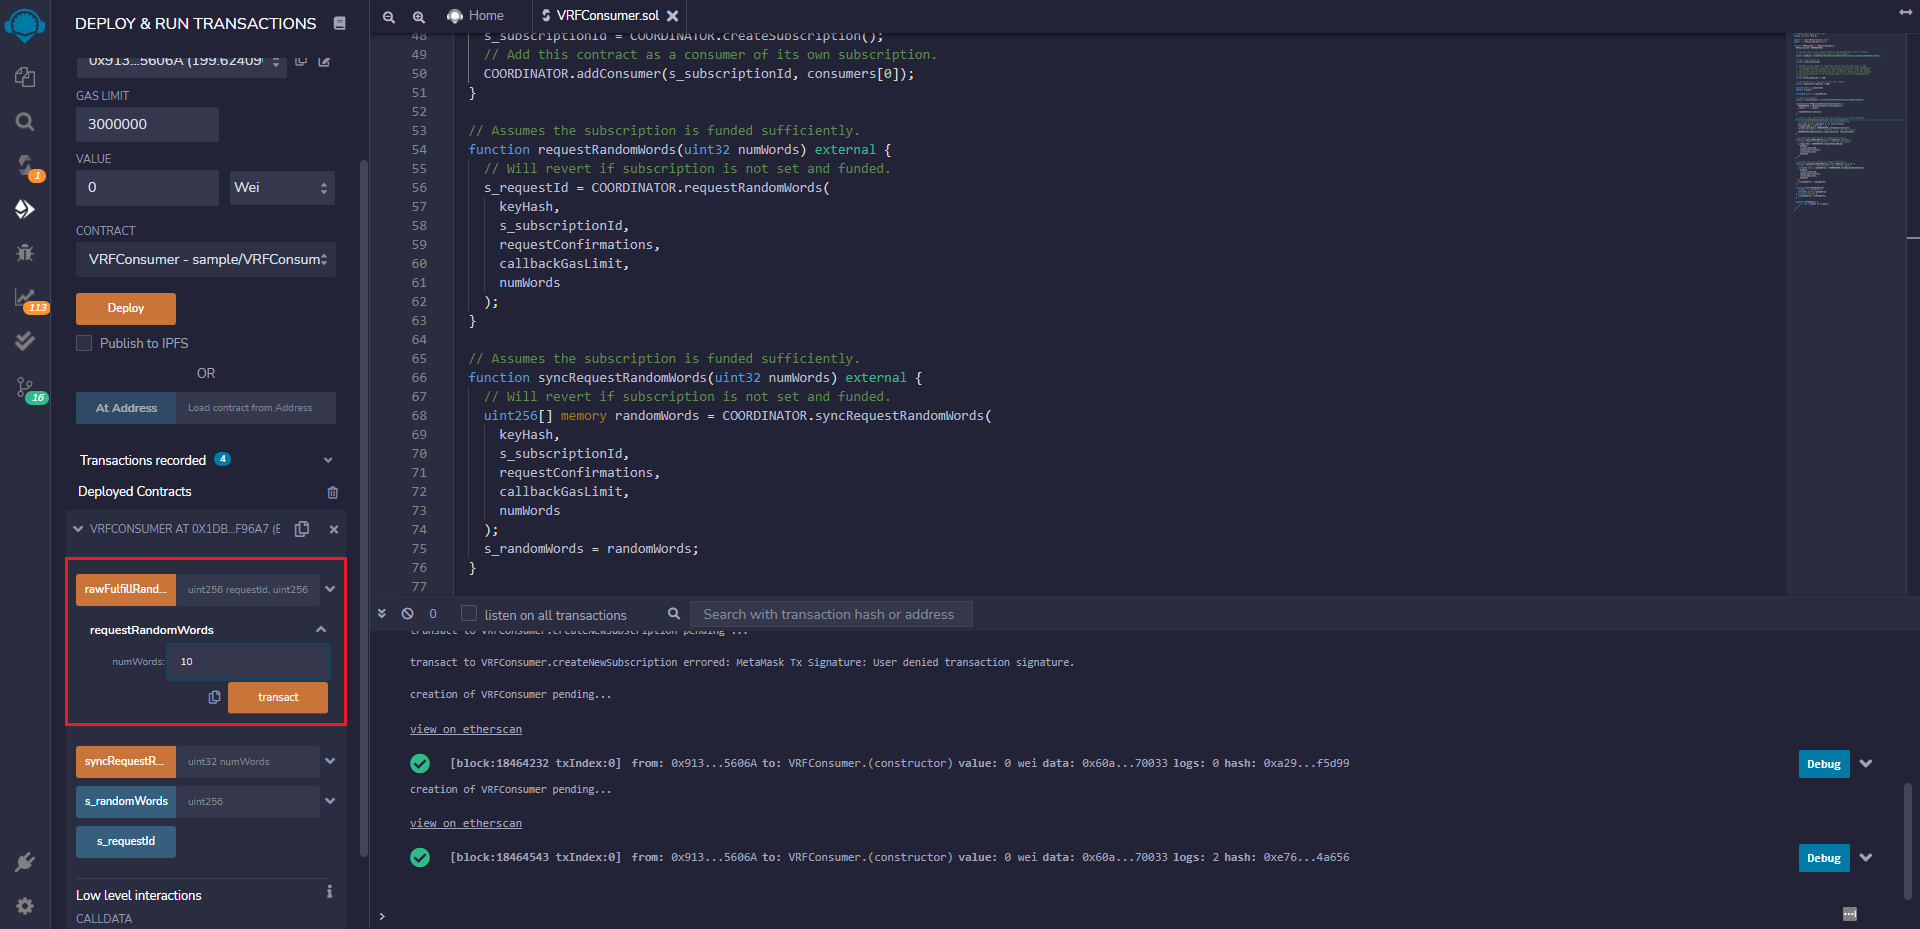 DEPLOY & RUN TRANSACTIONS
0x913...5606A (199.62409
GAS LIMIT
3000000
VALUE
0
Wei
CONTRACT
VRFConsumer - sample/VRFConsum
Deploy
Publish to IPFS
OR
At Address
Load contract from Address
Transactions recorded 4
Deployed Contracts
VRFCONSUMER AT 0X1DB...F96A7 (E
rawFulfillRand...
uint256 requestId, uint256
requestRandomWords
numWords: 10
transact
syncRequestR...
uint32 numWords
s_randomWords
uint256
s_requestId
Low level interactions
i
CALLDATA
1
113
16
Home
VRFConsumer.sol
48 s_subscriptionId = COORDINATOR.createSubscription();
49 // Add this contract as a consumer of its own subscription.
50 COORDINATOR.addConsumer(s_subscriptionId, consumers[0]);
51 }
52
53 // Assumes the subscription is funded sufficiently.
54 function requestRandomWords(uint32 numWords) external {
55 // Will revert if subscription is not set and funded.
56 s_requestId = COORDINATOR.requestRandomWords(
57 keyHash,
58 s_subscriptionId,
59 requestConfirmations,
60 callbackGasLimit,
61 numWords
62 );
63 }
64
65 // Assumes the subscription is funded sufficiently.
66 function syncRequestRandomWords(uint32 numWords) external {
67 // Will revert if subscription is not set and funded.
68 uint256[] memory randomWords = COORDINATOR.syncRequestRandomWords(
69 keyHash,
70 s_subscriptionId,
71 requestConfirmations,
72 callbackGasLimit,
73 numWords
74 );
75 s_randomWords = randomWords;
76 }
77
0
listen on all transactions
Search with transaction hash or address
transact to VRFConsumer.createNewSubscription pending ...
transact to VRFConsumer.createNewSubscription errored: MetaMask Tx Signature: User denied transaction signature.
creation of VRFConsumer pending...
view on etherscan
[block:18464232 txIndex:0] from: 0x913...5606A to: VRFConsumer.(constructor) value: 0 wei data: 0x60a...70033 logs: 0 hash: 0xa29...f5d99
Debug
creation of VRFConsumer pending...
view on etherscan
[block:18464543 txIndex:0] from: 0x913...5606A to: VRFConsumer.(constructor) value: 0 wei data: 0x60a...70033 logs: 2 hash: 0xe76...4a656
Debug
>